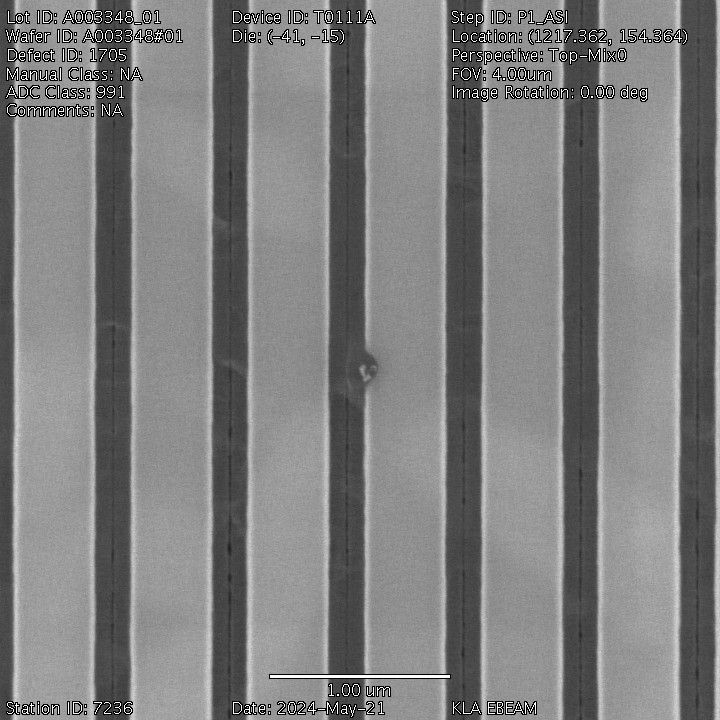 Lot ID: A003348_01
Wafer ID: A003348#01
Defect ID: 1705
Manual Class: NA
ADC Class: 991
Comments: NA
Device ID: T0111A
Die: (-41, -15)
Step ID: P1_ASI
Location: (1217.362, 154.364)
Perspective: Top-Mix0
FOV: 4.00um
Image Rotation: 0.00 deg
1.00 um
Station ID: 7236
Date: 2024-May-21
KLA EBEAM